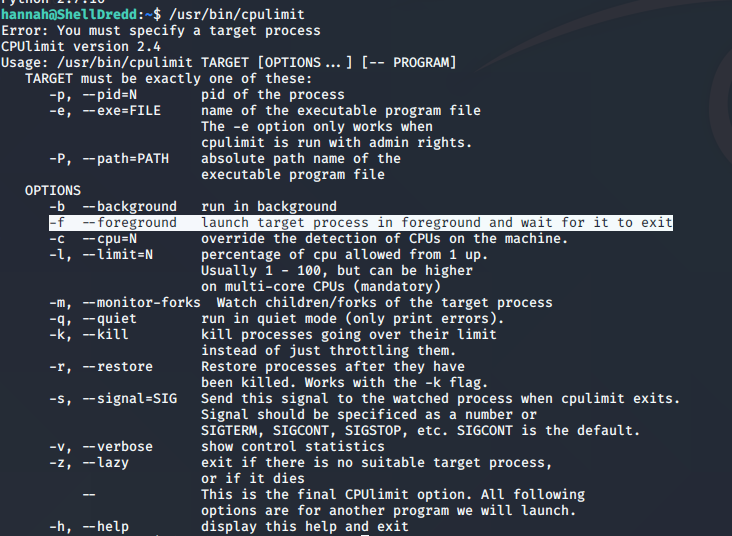 hannah@ShellDredd:~$ /usr/bin/cpulimit
Error: You must specify a target process
CPUlimit version 2.4
Usage: /usr/bin/cpulimit TARGET [OPTIONS...] [-- PROGRAM]
   TARGET must be exactly one of these:
      -p, --pid=N        pid of the process
      -e, --exe=FILE     name of the executable program file
                         The -e option only works when
                         cpulimit is run with admin rights.
      -P, --path=PATH    absolute path name of the
                         executable program file
   OPTIONS
      -b  --background   run in background
      -f  --foreground   launch target process in foreground and wait for it to exit
      -c  --cpu=N        override the detection of CPUs on the machine.
      -l, --limit=N      percentage of cpu allowed from 1 up.
                         Usually 1 - 100, but can be higher
                         on multi-core CPUs (mandatory)
      -m, --monitor-forks  Watch children/forks of the target process
      -q, --quiet        run in quiet mode (only print errors).
      -k, --kill         kill processes going over their limit
                         instead of just throttling them.
      -r, --restore      Restore processes after they have
                         been killed. Works with the -k flag.
      -s, --signal=SIG   Send this signal to the watched process when cpulimit exits.
                         Signal should be specificed as a number or
                         SIGTERM, SIGCONT, SIGSTOP, etc. SIGCONT is the default.
      -v, --verbose      show control statistics
      -z, --lazy         exit if there is no suitable target process,
                         or if it dies
          --             This is the final CPUlimit option. All following
                         options are for another program we will launch.
      -h, --help         display this help and exit